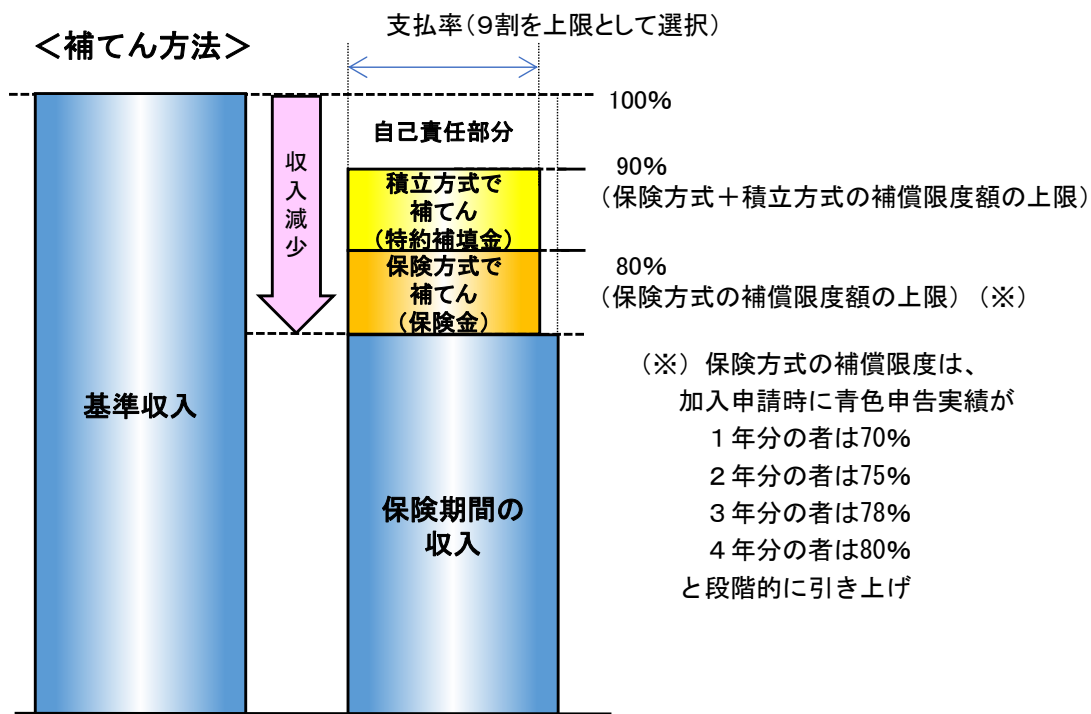 支払率(９割を上限として選択)
＜補てん方法＞
100%
自己責任部分
収入減少
90%
(保険方式＋積立方式の補償限度額の上限)
積立方式で
補てん
(特約補填金)
80%
(保険方式の補償限度額の上限)(※)
保険方式で
補てん
(保険金)
(※) 保険方式の補償限度は、
加入申請時に青色申告実績が
１年分の者は70%
２年分の者は75%
３年分の者は78%
４年分の者は80%
と段階的に引き上げ
基準収入
保険期間の
収入